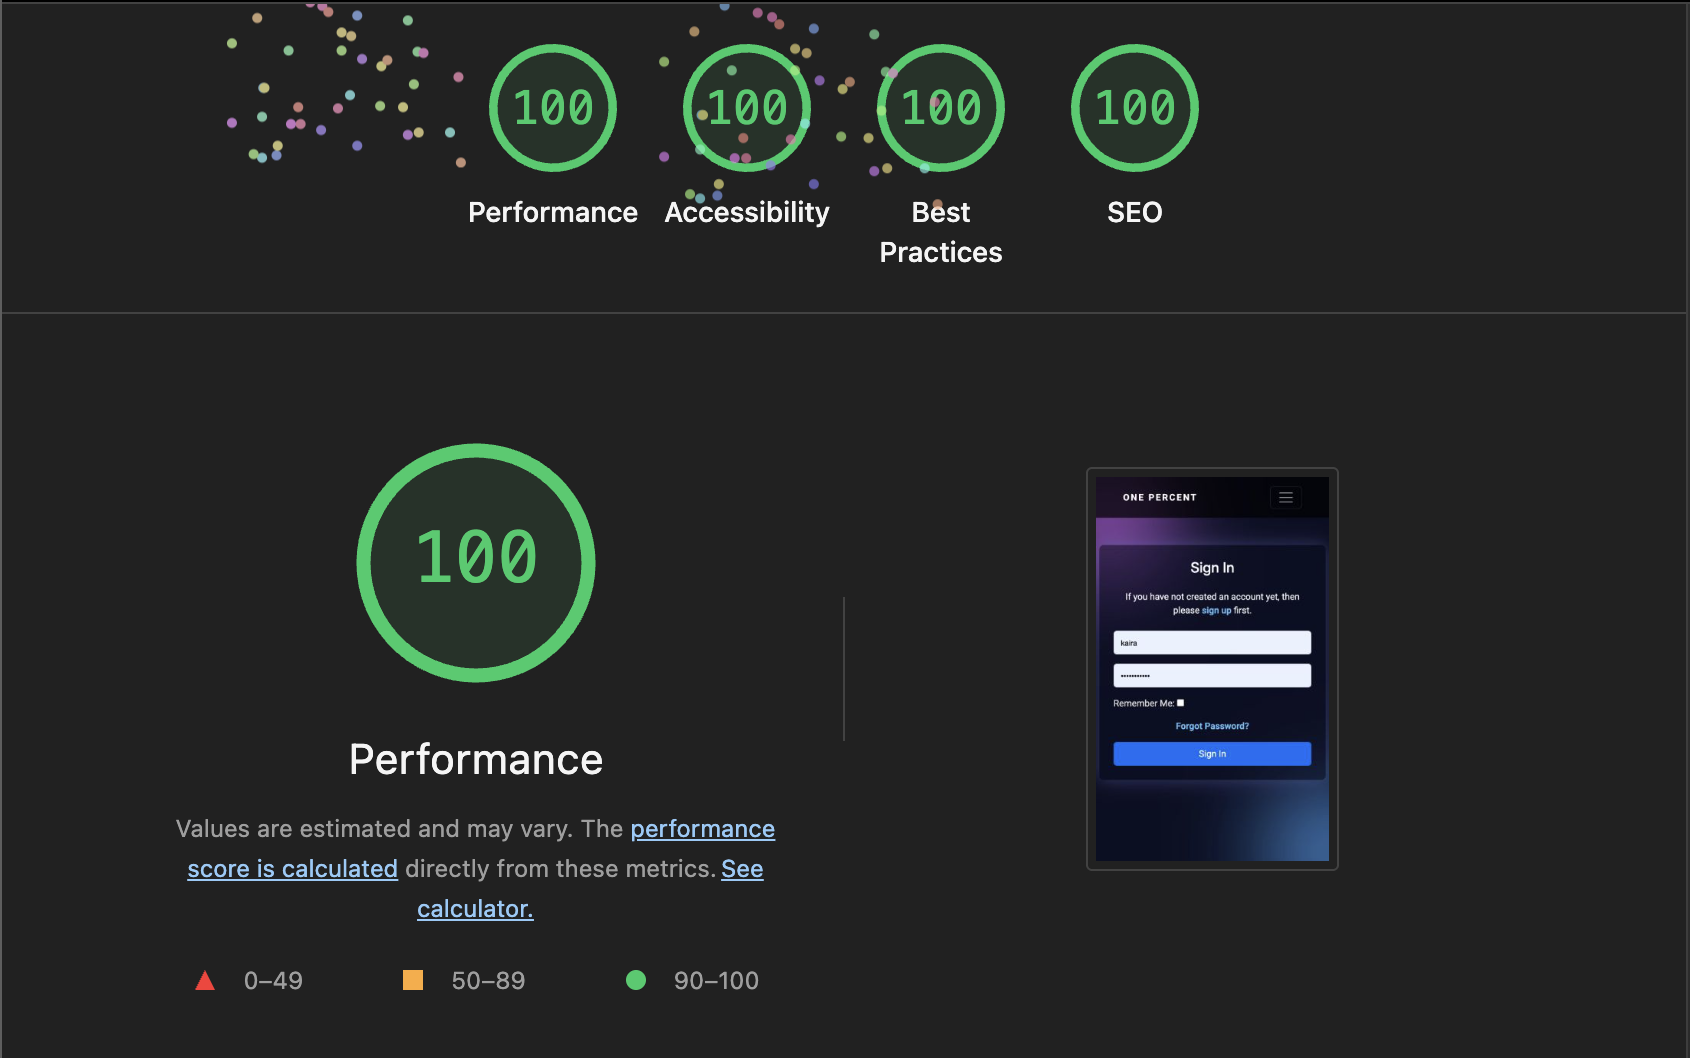 100
100
100
100
Performance
Accessibility
Best
Practices
SEO
100
Performance
Values are estimated and may vary. The performance
score is calculated directly from these metrics. See
calculator.
0–49
50–89
90–100
ONE PERCENT
Sign In
If you have not created an account yet, then
please sign up first.
kaira
•••••••••••
Remember Me:
Forgot Password?
Sign In